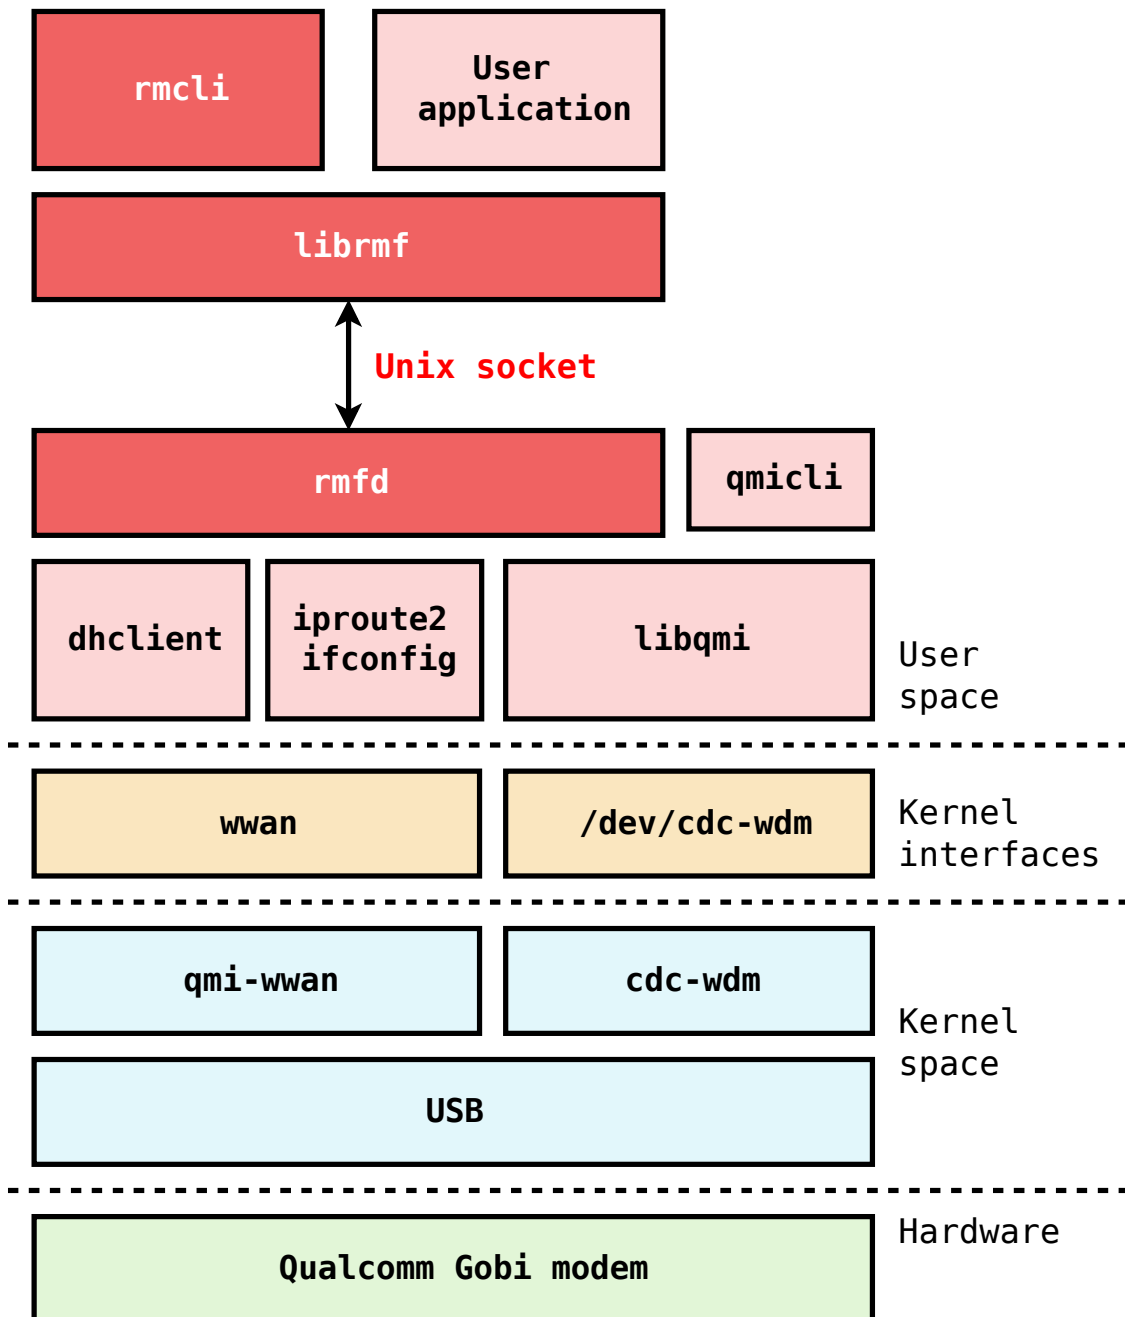 rmcli
User
application
librmf
Unix socket
rmfd
qmicli
dhclient
iproute2
ifconfig
libqmi
User
space
wwan
/dev/cdc-wdm
Kernel
interfaces
qmi-wwan
cdc-wdm
Kernel
space
USB
Hardware
Qualcomm Gobi modem